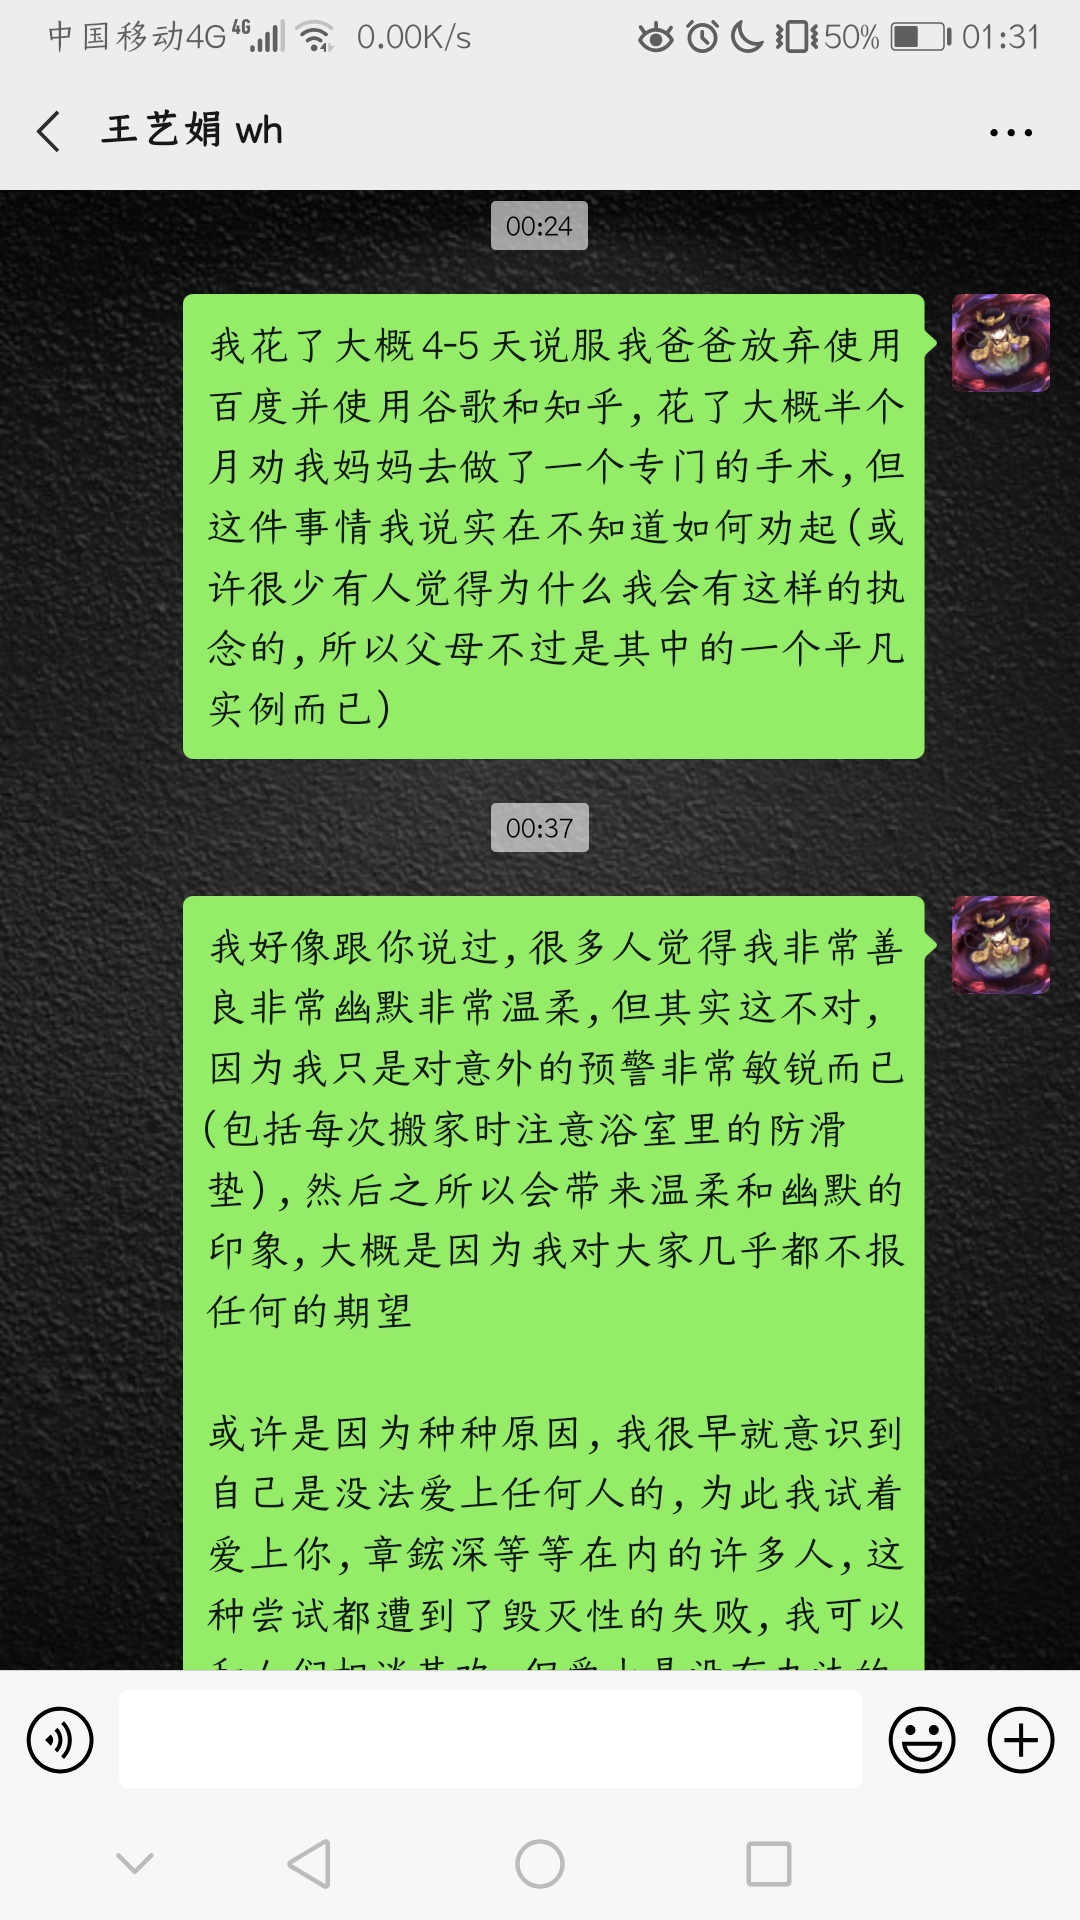 中国移动4G 4G 0.00K/s 50% 01:31
王艺娟 wh
00:24
我花了大概4-5天说服我爸爸放弃使用
百度并使用谷歌和知乎,花了大概半个
月劝我妈妈去做了一个专门的手术,但
这件事情我说实在不知道如何劝起(或
许很少有人觉得为什么我会有这样的执
念的,所以父母不过是其中的一个平凡
实例而已)
00:37
我好像跟你说过,很多人觉得我非常善
良非常幽默非常温柔,但其实这不对,
因为我只是对意外的预警非常敏锐而已
(包括每次搬家时注意浴室里的防滑
垫),然后之所以会带来温柔和幽默的
印象,大概是因为我对大家几乎都不报
任何的期望
或许是因为种种原因,我很早就意识到
自己是没法爱上任何人的,为此我试着
爱上你,章鋐深等等在内的许多人,这
种尝试都遭到了毁灭性的失败,我可以